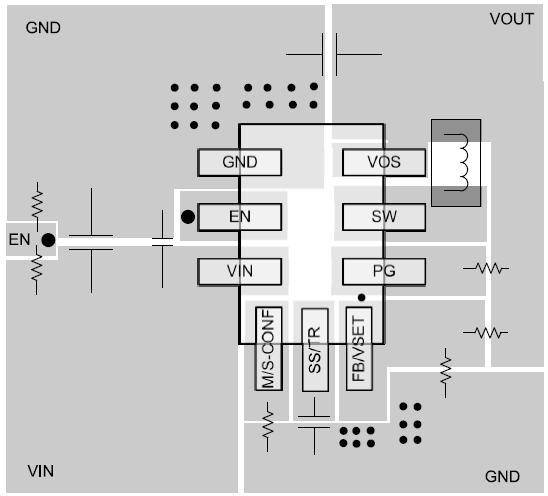 GND
VOUT
GND
VOS
EN
EN
SW
VIN
PG
M/S-CONF
SS/TR
FB/VSET
VIN
GND